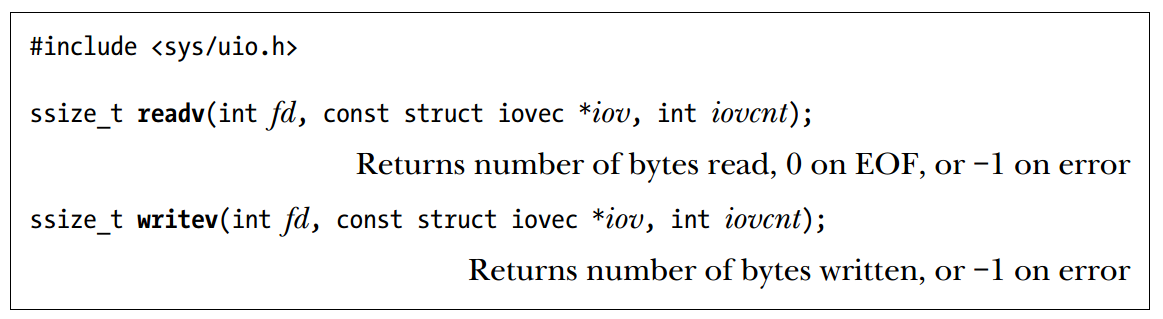 #include <sys/uio.h>
ssize_t readv(int fd, const struct iovec *iov, int iovcnt);
Returns number of bytes read, 0 on EOF, or –1 on error
ssize_t writev(int fd, const struct iovec *iov, int iovcnt);
Returns number of bytes written, or –1 on error